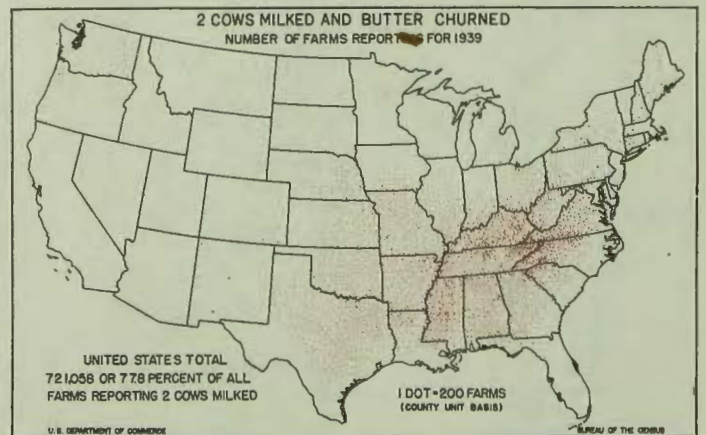 2 COWS MILKED AND BUTTER CHURNED
NUMBER OF FARMS REPORTING FOR 1939
UNITED STATES TOTAL
721,058 OR 77.8 PERCENT OF ALL
FARMS REPORTING 2 COWS MILKED
1 DOT = 200 FARMS
(COUNTY UNIT BASIS)
U.S. DEPARTMENT OF COMMERCE
BUREAU OF THE CENSUS